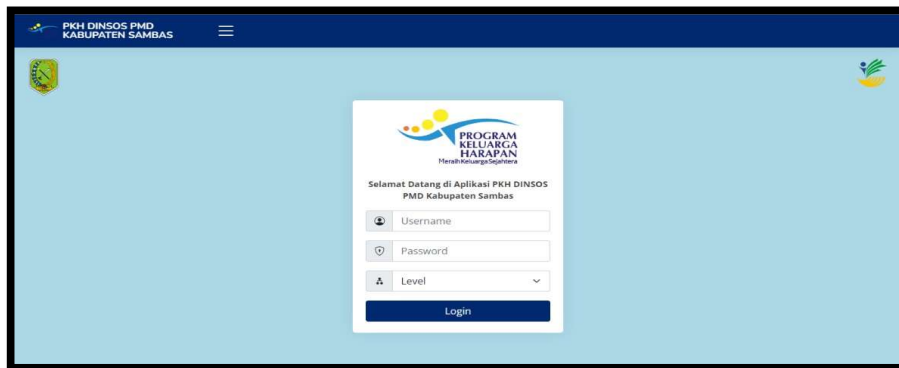 PKH DINSOS PMD
KABUPATEN SAMBAS
PROGRAM
KELUARGA
HARAPAN
Meraih Keluarga Sejahtera
Selamat Datang di Aplikasi PKH DINSOS
PMD Kabupaten Sambas
Username
Password
Level
Login